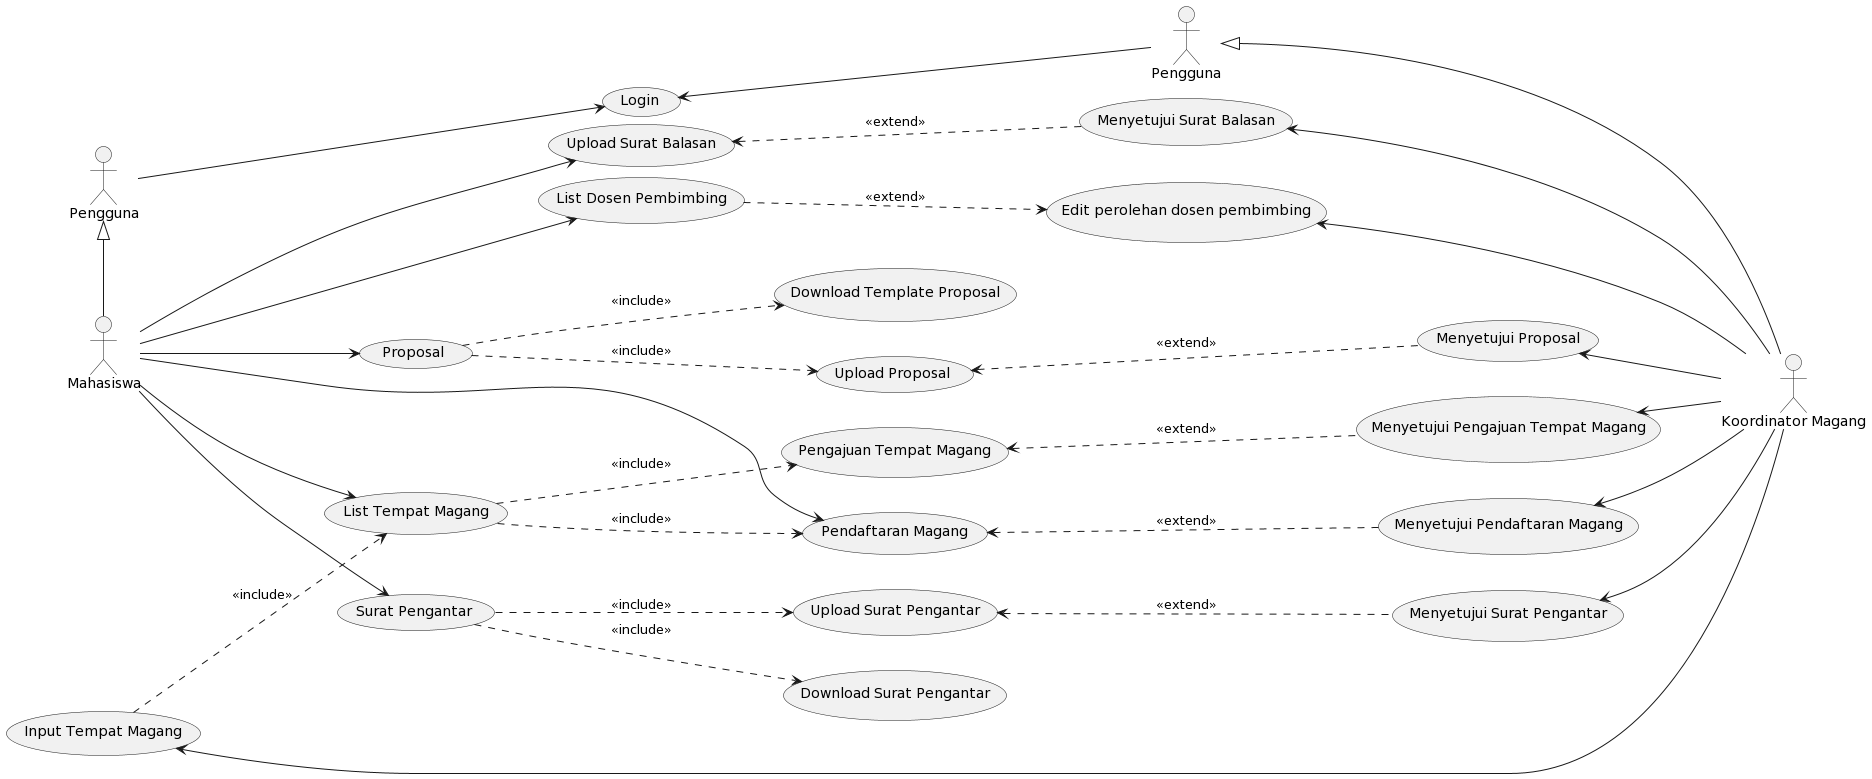 Pengguna
Login
Menyetujui Surat Balasan
«extend»
Upload Surat Balasan
Pengguna
List Dosen Pembimbing
«extend»
Edit perolehan dosen pembimbing
Download Template Proposal
«include»
Mahasiswa
Proposal
«include»
Upload Proposal
«extend»
Menyetujui Proposal
Koordinator Magang
Pengajuan Tempat Magang
«extend»
Menyetujui Pengajuan Tempat Magang
«include»
List Tempat Magang
«include»
Pendaftaran Magang
«extend»
Menyetujui Pendaftaran Magang
«include»
Surat Pengantar
«include»
Upload Surat Pengantar
«extend»
Menyetujui Surat Pengantar
«include»
Download Surat Pengantar
Input Tempat Magang